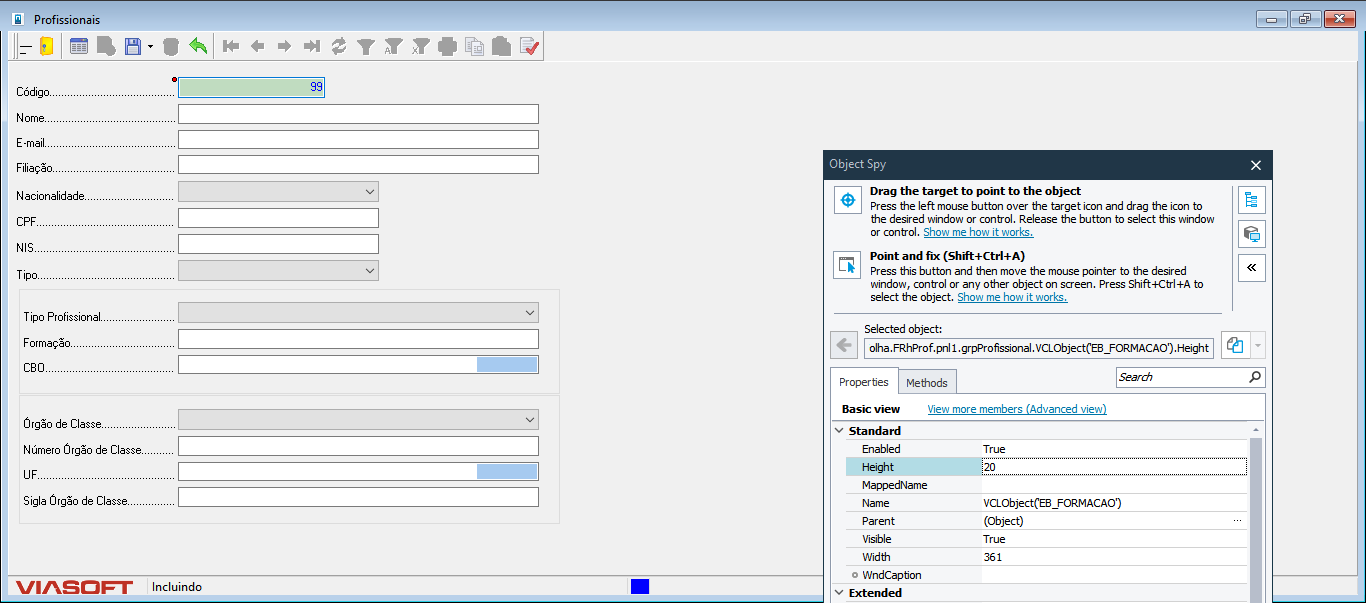 Profissionais
Código
99
Nome
E-mail
Filiação
Nacionalidade
CPF
NIS
Tipo
Tipo Profissional
Formação
CBO
Órgão de Classe
Número Órgão de Classe
UF
Sigla Órgão de Classe
VIASOFT
Incluindo
Object Spy
Drag the target to point to the object
Press the left mouse button over the target icon and drag the icon to
the desired window or control. Release the button to select this window
or control. Show me how it works.
Point and fix (Shift+Ctrl+A)
Press this button and then move the mouse pointer to the desired
window, control or any other object on screen. Press Shift+Ctrl+A to
select the object. Show me how it works.
Selected object:
olha.FRhProf.pnl1.grpProfissional.VCLObject('EB_FORMACAO').Height
Properties
Methods
Search
Basic view
View more members (Advanced view)
Standard
Enabled True
Height 20
MappedName
Name VCLObject('EB_FORMACAO')
Parent (Object) ...
Visible True
Width 361
WndCaption
Extended